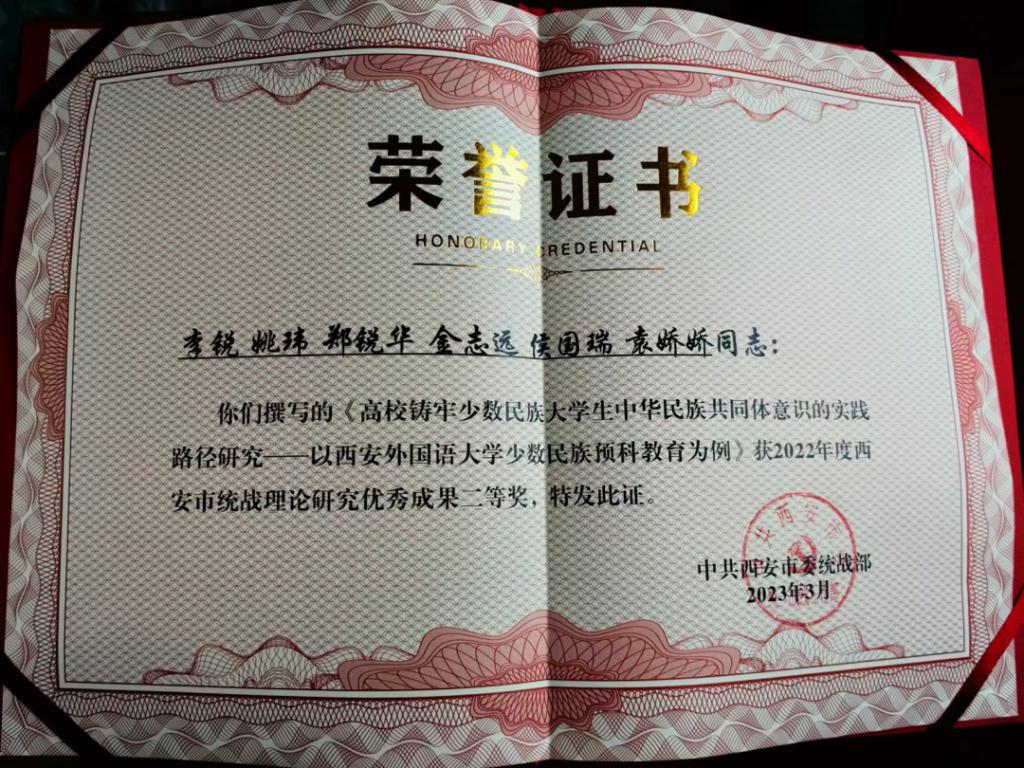 荣誉证书
HONORARY CREDENTIAL
李锐 姚玮 郑锐华 金志远 侯国瑞 袁娇娇同志：
你们撰写的《高校铸牢少数民族大学生中华民族共同体意识的实践
路径研究——以西安外国语大学少数民族预科教育为例》获2022年度西
安市统战理论研究优秀成果二等奖，特发此证。
中共西安市委统战部
2023年3月